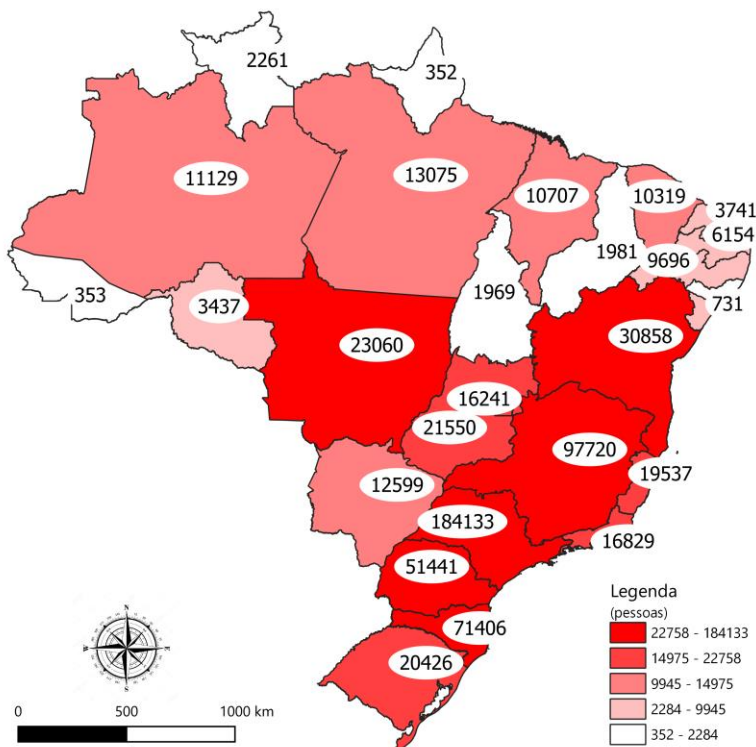 2261
352
11129
13075
10707
10319
3741
6154
9696
1981
353
3437
1969
731
23060
30858
16241
21550
97720
19537
12599
184133
16829
51441
71406
20426
N
W
E
S
0 500 1000 km
Legenda
(pessoas)
22758 - 184133
14975 - 22758
9945 - 14975
2284 - 9945
352 - 2284